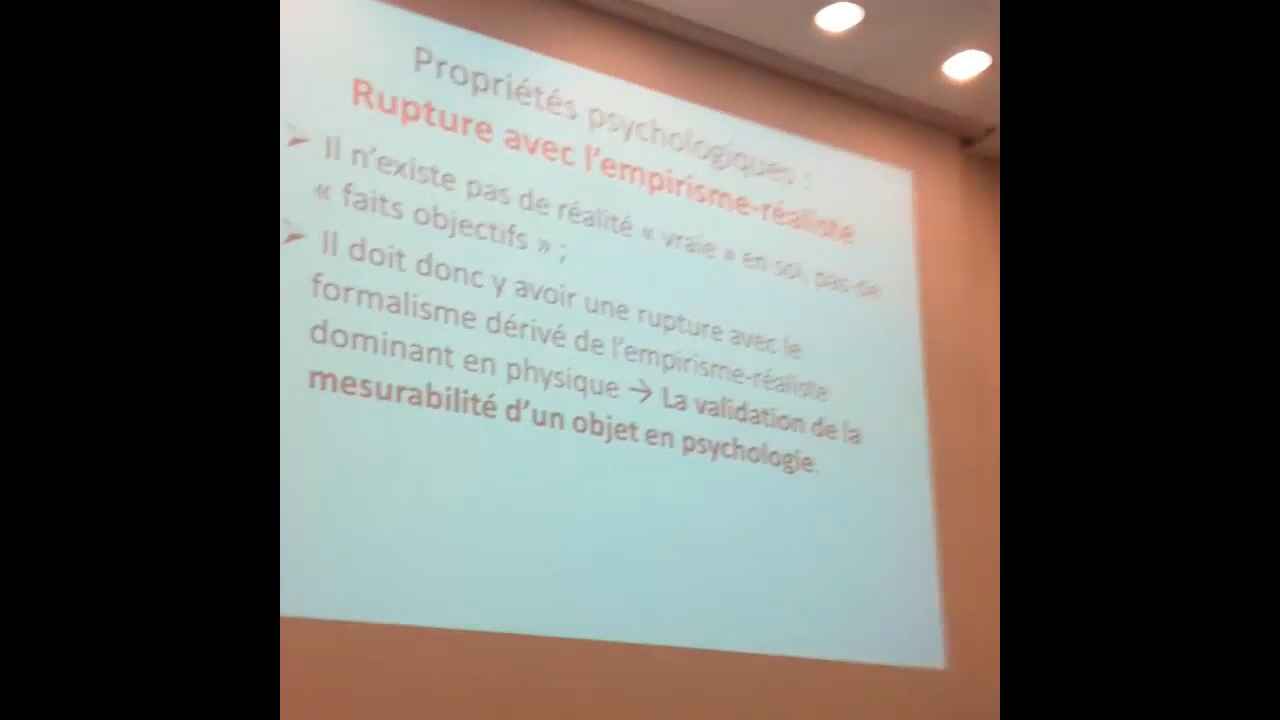 Propriétés psychologiques :
Rupture avec l'empirisme-réaliste
➤ Il n'existe pas de réalité « vraie » en soi, pas de
« faits objectifs » ;
➤ Il doit donc y avoir une rupture avec le
formalisme dérivé de l'empirisme-réaliste
dominant en physique → La validation de la
mesurabilité d'un objet en psychologie.